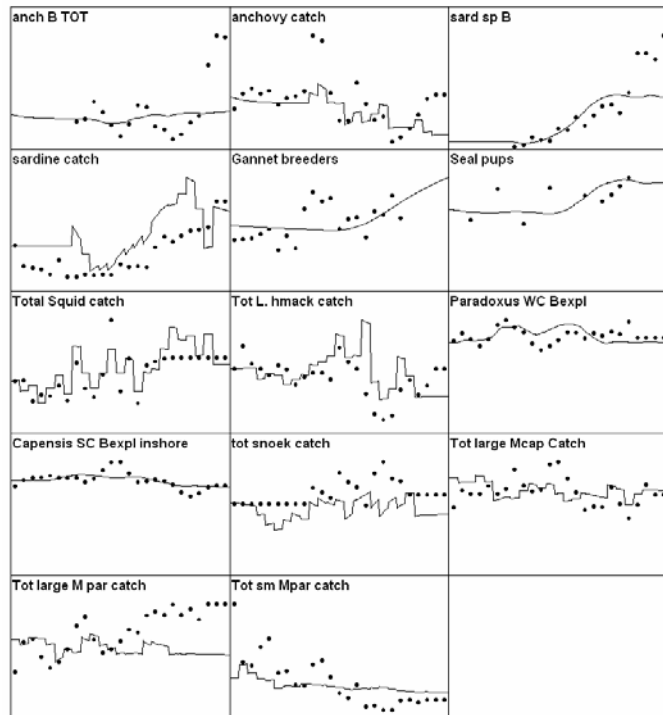 anch B TOT
anchovy catch
sard sp B
sardine catch
Gannet breeders
Seal pups
Total Squid catch
Tot L. hmack catch
Paradoxus WC Bexpl
Capensis SC Bexpl inshore
tot snoek catch
Tot large Mcap Catch
Tot large M par catch
Tot sm Mpar catch